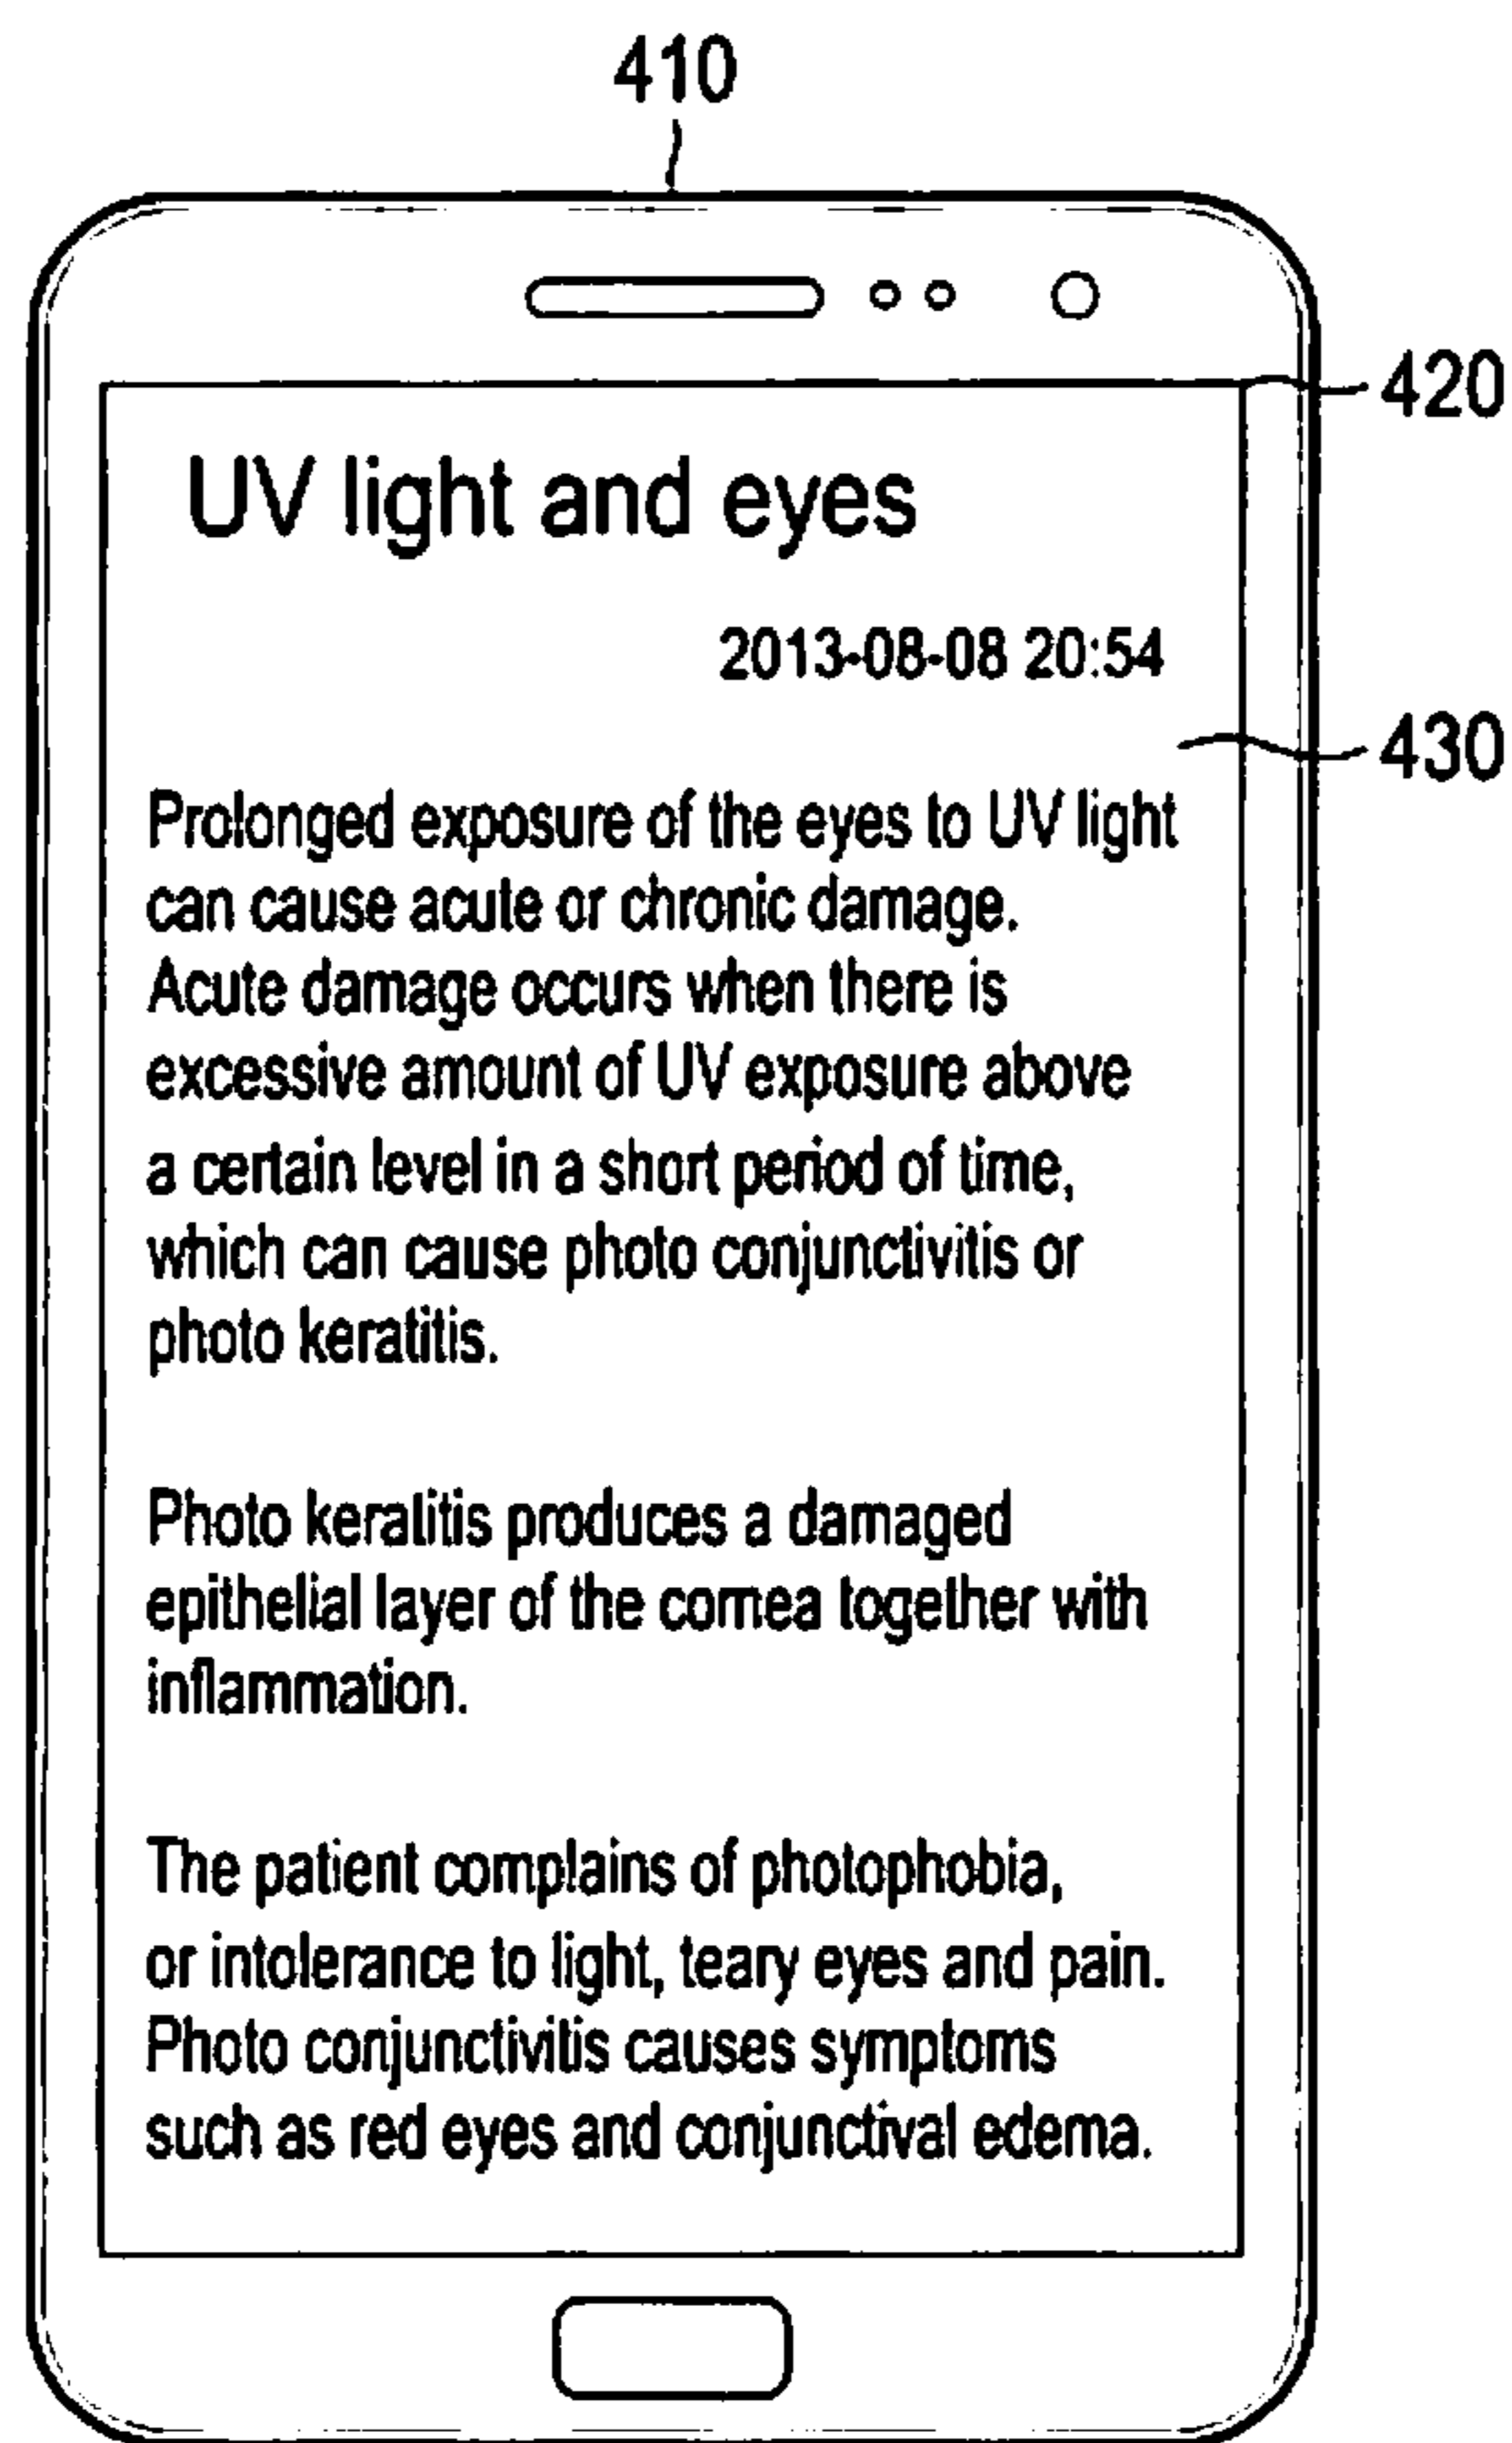 410
420
UV light and eyes
2013-08-08 20:54
430
Prolonged exposure of the eyes to UV light
can cause acute or chronic damage.
Acute damage occurs when there is
excessive amount of UV exposure above
a certain level in a short period of time,
which can cause photo conjunctivitis or
photo keratitis.
Photo keratitis produces a damaged
epithelial layer of the cornea together with
inflammation.
The patient complains of photophobia,
or intolerance to light, teary eyes and pain.
Photo conjunctivitis causes symptoms
such as red eyes and conjunctival edema.